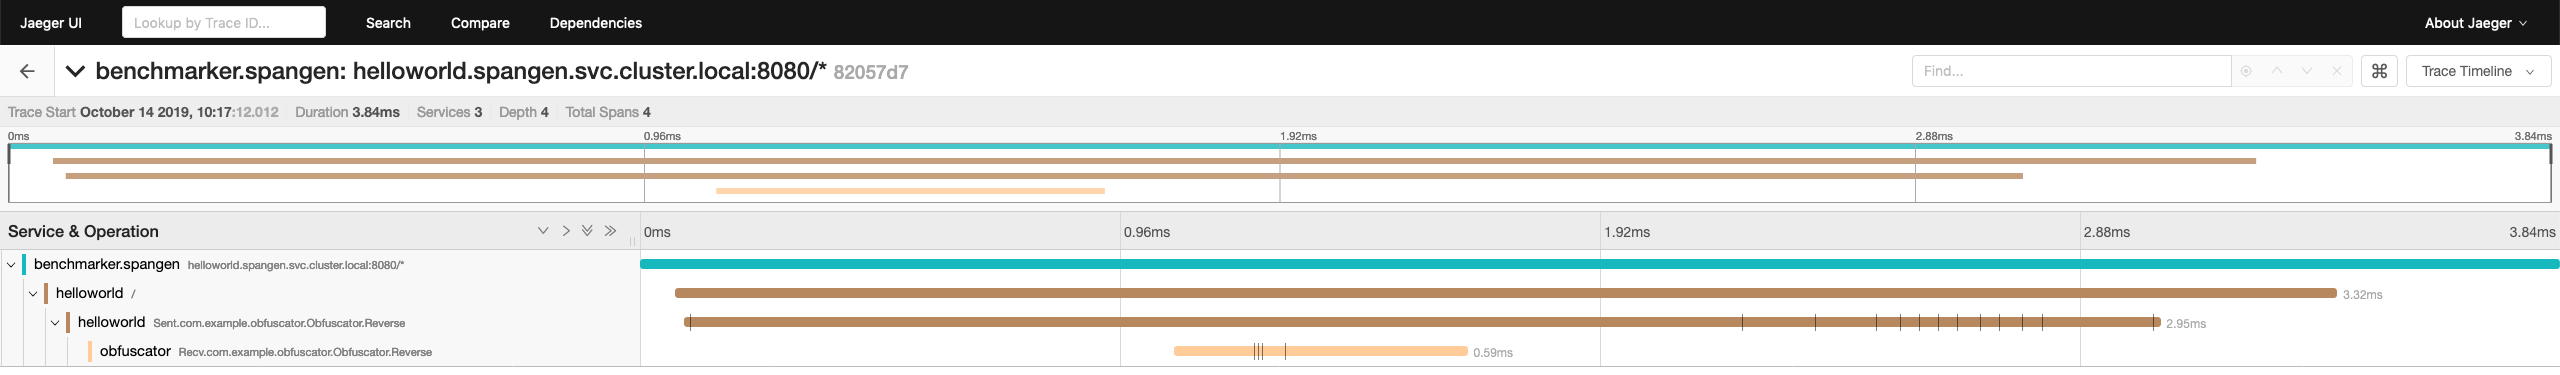 Jaeger UI Lookup by Trace ID... Search Compare Dependencies About Jaeger
benchmarker.spangen: helloworld.spangen.svc.cluster.local:8080/* 82057d7 Find... ⌘ Trace Timeline
Trace Start October 14 2019, 10:17:12.012 Duration 3.84ms Services 3 Depth 4 Total Spans 4
0ms 0.96ms 1.92ms 2.88ms 3.84ms
Service & Operation 0ms 0.96ms 1.92ms 2.88ms 3.84ms
benchmarker.spangen helloworld.spangen.svc.cluster.local:8080/*
helloworld / 3.32ms
helloworld Sent.com.example.obfuscator.Obfuscator.Reverse 2.95ms
obfuscator Recv.com.example.obfuscator.Obfuscator.Reverse 0.59ms